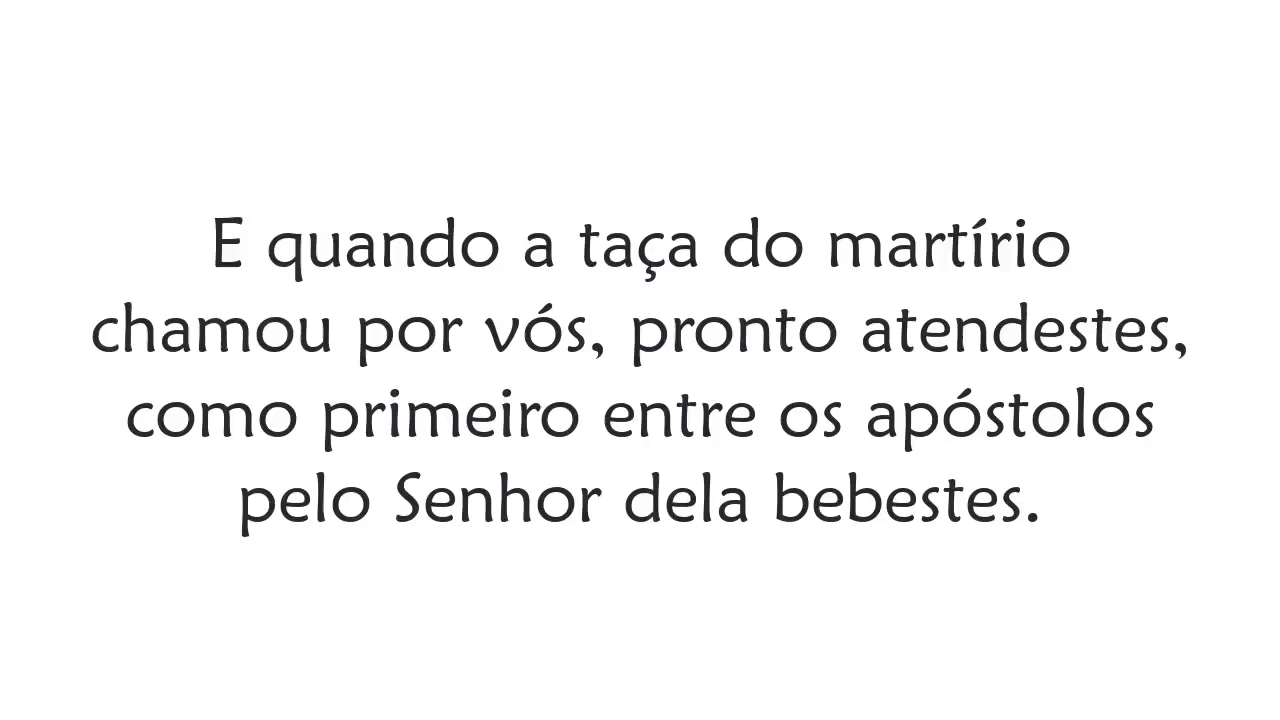 E quando a taça do martírio
chamou por vós, pronto atendestes,
como primeiro entre os apóstolos
pelo Senhor dela bebestes.